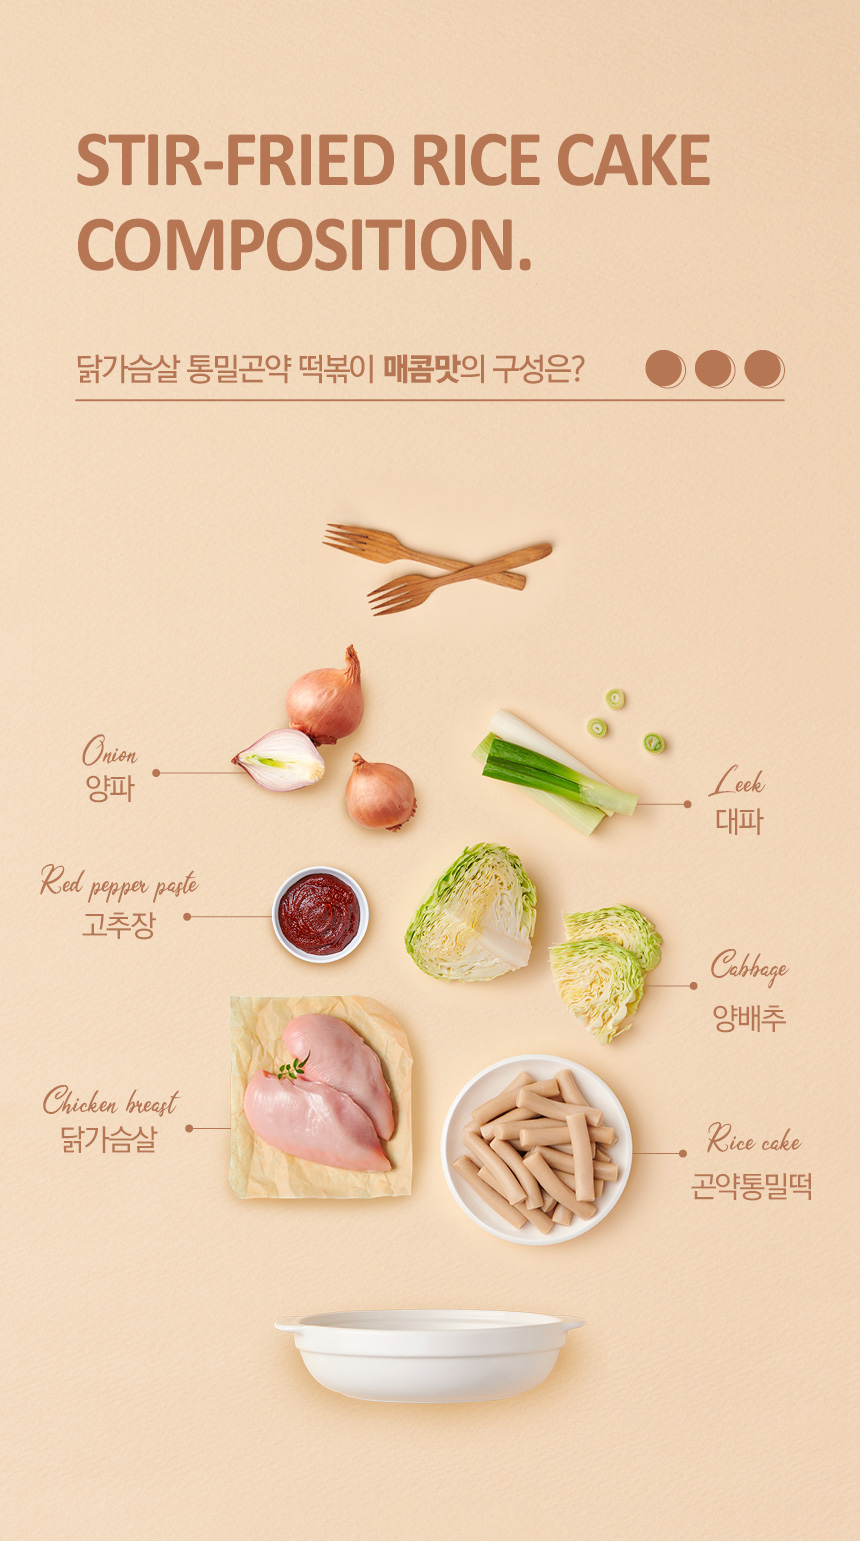 STIR-FRIED RICE CAKE
COMPOSITION.
닭가슴살 통밀곤약 떡볶이 매콤맛의 구성은?
Onion
양파
Leek
대파
Red pepper paste
고추장
Cabbage
양배추
Chicken breast
닭가슴살
Rice cake
곤약통밀떡